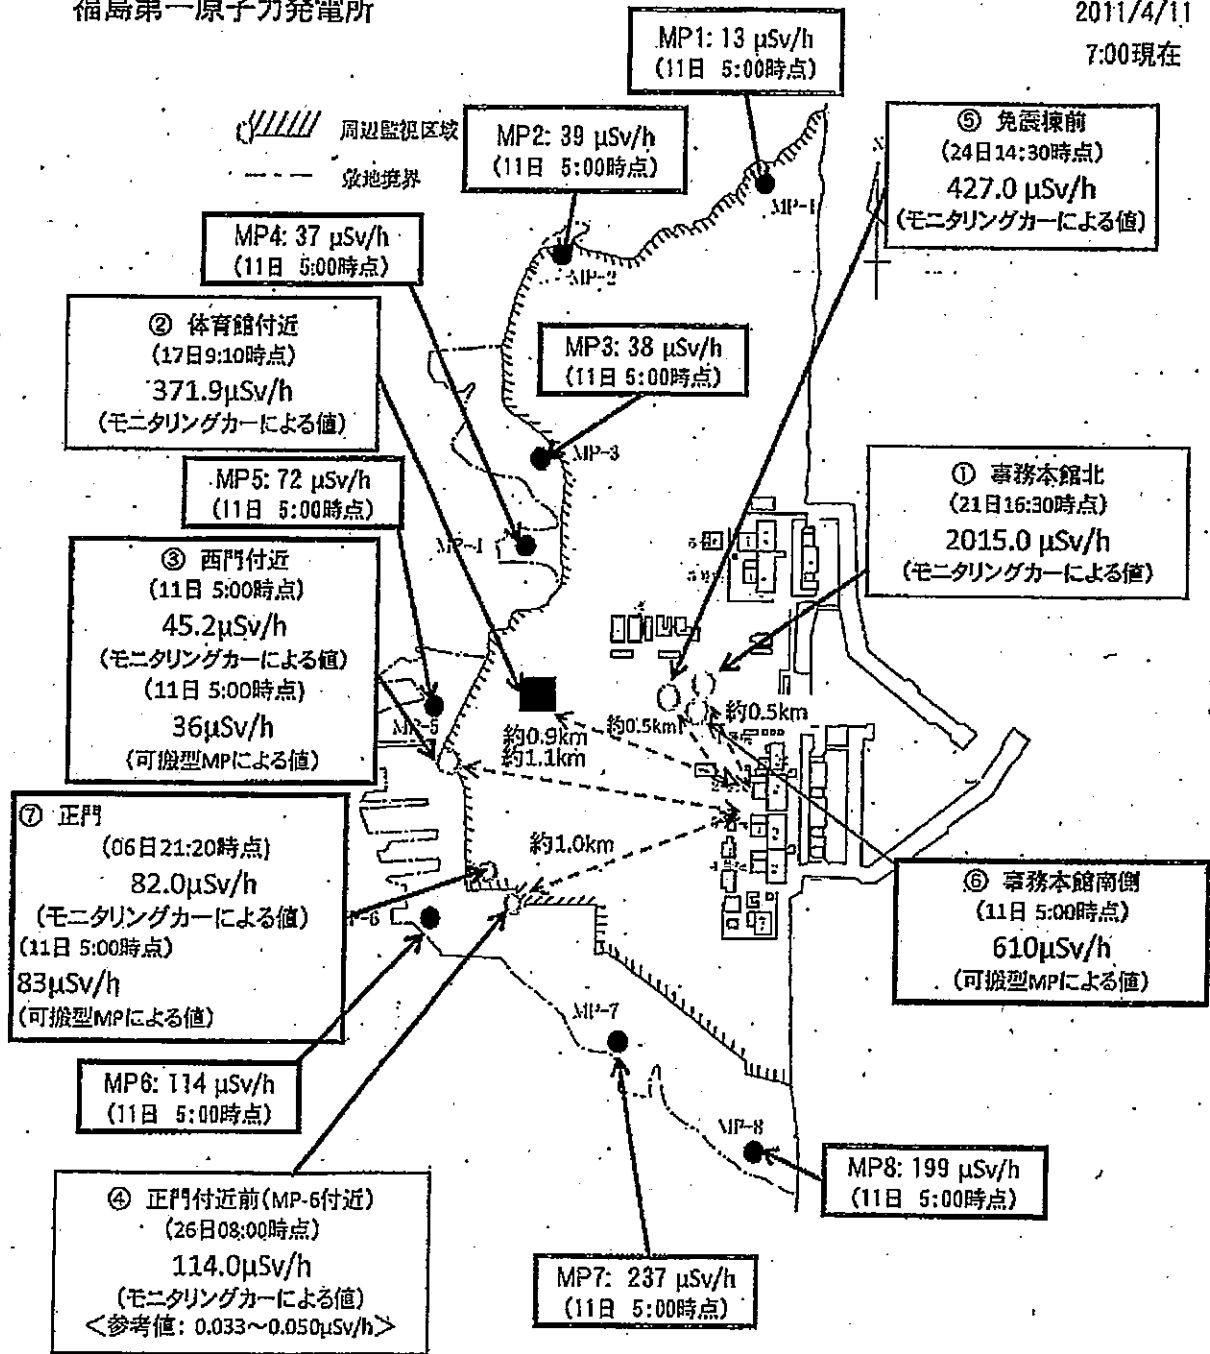 福島第一原子力発電所
2011/4/11
7:00現在
周辺監視区域
敷地境界
MP1: 13 μSv/h
(11日 5:00時点)
MP2: 39 μSv/h
(11日 5:00時点)
⑤ 免震棟前
(24日14:30時点)
427.0 μSv/h
(モニタリングカーによる値)
MP-1
MP4: 37 μSv/h
(11日 5:00時点)
MP-2
② 体育館付近
(17日9:10時点)
371.9μSv/h
(モニタリングカーによる値)
MP3: 38 μSv/h
(11日 5:00時点)
MP-3
MP5: 72 μSv/h
(11日 5:00時点)
①事務本館北
(21日16:30時点)
2015.0 μSv/h
(モニタリングカーによる値)
③ 西門付近
(11日 5:00時点)
45.2μSv/h
(モニタリングカーによる値)
(11日 5:00時点)
36μSv/h
(可搬型MPによる値)
MP-5
約0.9km
約1.1km
約0.5km
約0.5km
⑦ 正門
(06日21:20時点)
82.0μSv/h
(モニタリングカーによる値)
(11日 5:00時点)
83μSv/h
(可搬型MPによる値)
約1.0km
-6
⑥ 事務本館南側
(11日 5:00時点)
610μSv/h
(可搬型MPによる値)
MP-7
MP6: 114 μSv/h
(11日 5:00時点)
MP-8
MP8: 199 μSv/h
(11日 5:00時点)
④ 正門付近前(MP-6付近)
(26日08:00時点)
114.0μSv/h
(モニタリングカーによる値)
<参考値: 0.033~0.050μSv/h>
MP7: 237 μSv/h
(11日 5:00時点)